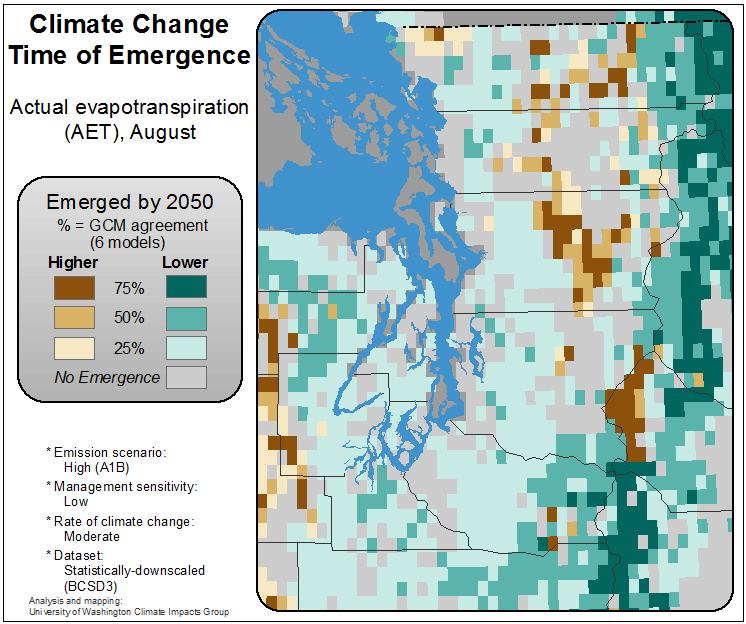 Climate Change
Time of Emergence
Actual evapotranspiration
(AET), August
Emerged by 2050
% = GCM agreement
(6 models)
Higher Lower
75%
50%
25%
No Emergence
* Emission scenario:
High (A1B)
* Management sensitivity:
Low
* Rate of climate change:
Moderate
* Dataset:
Statistically-downscaled
(BCSD3)
Analysis and mapping:
University of Washington Climate Impacts Group